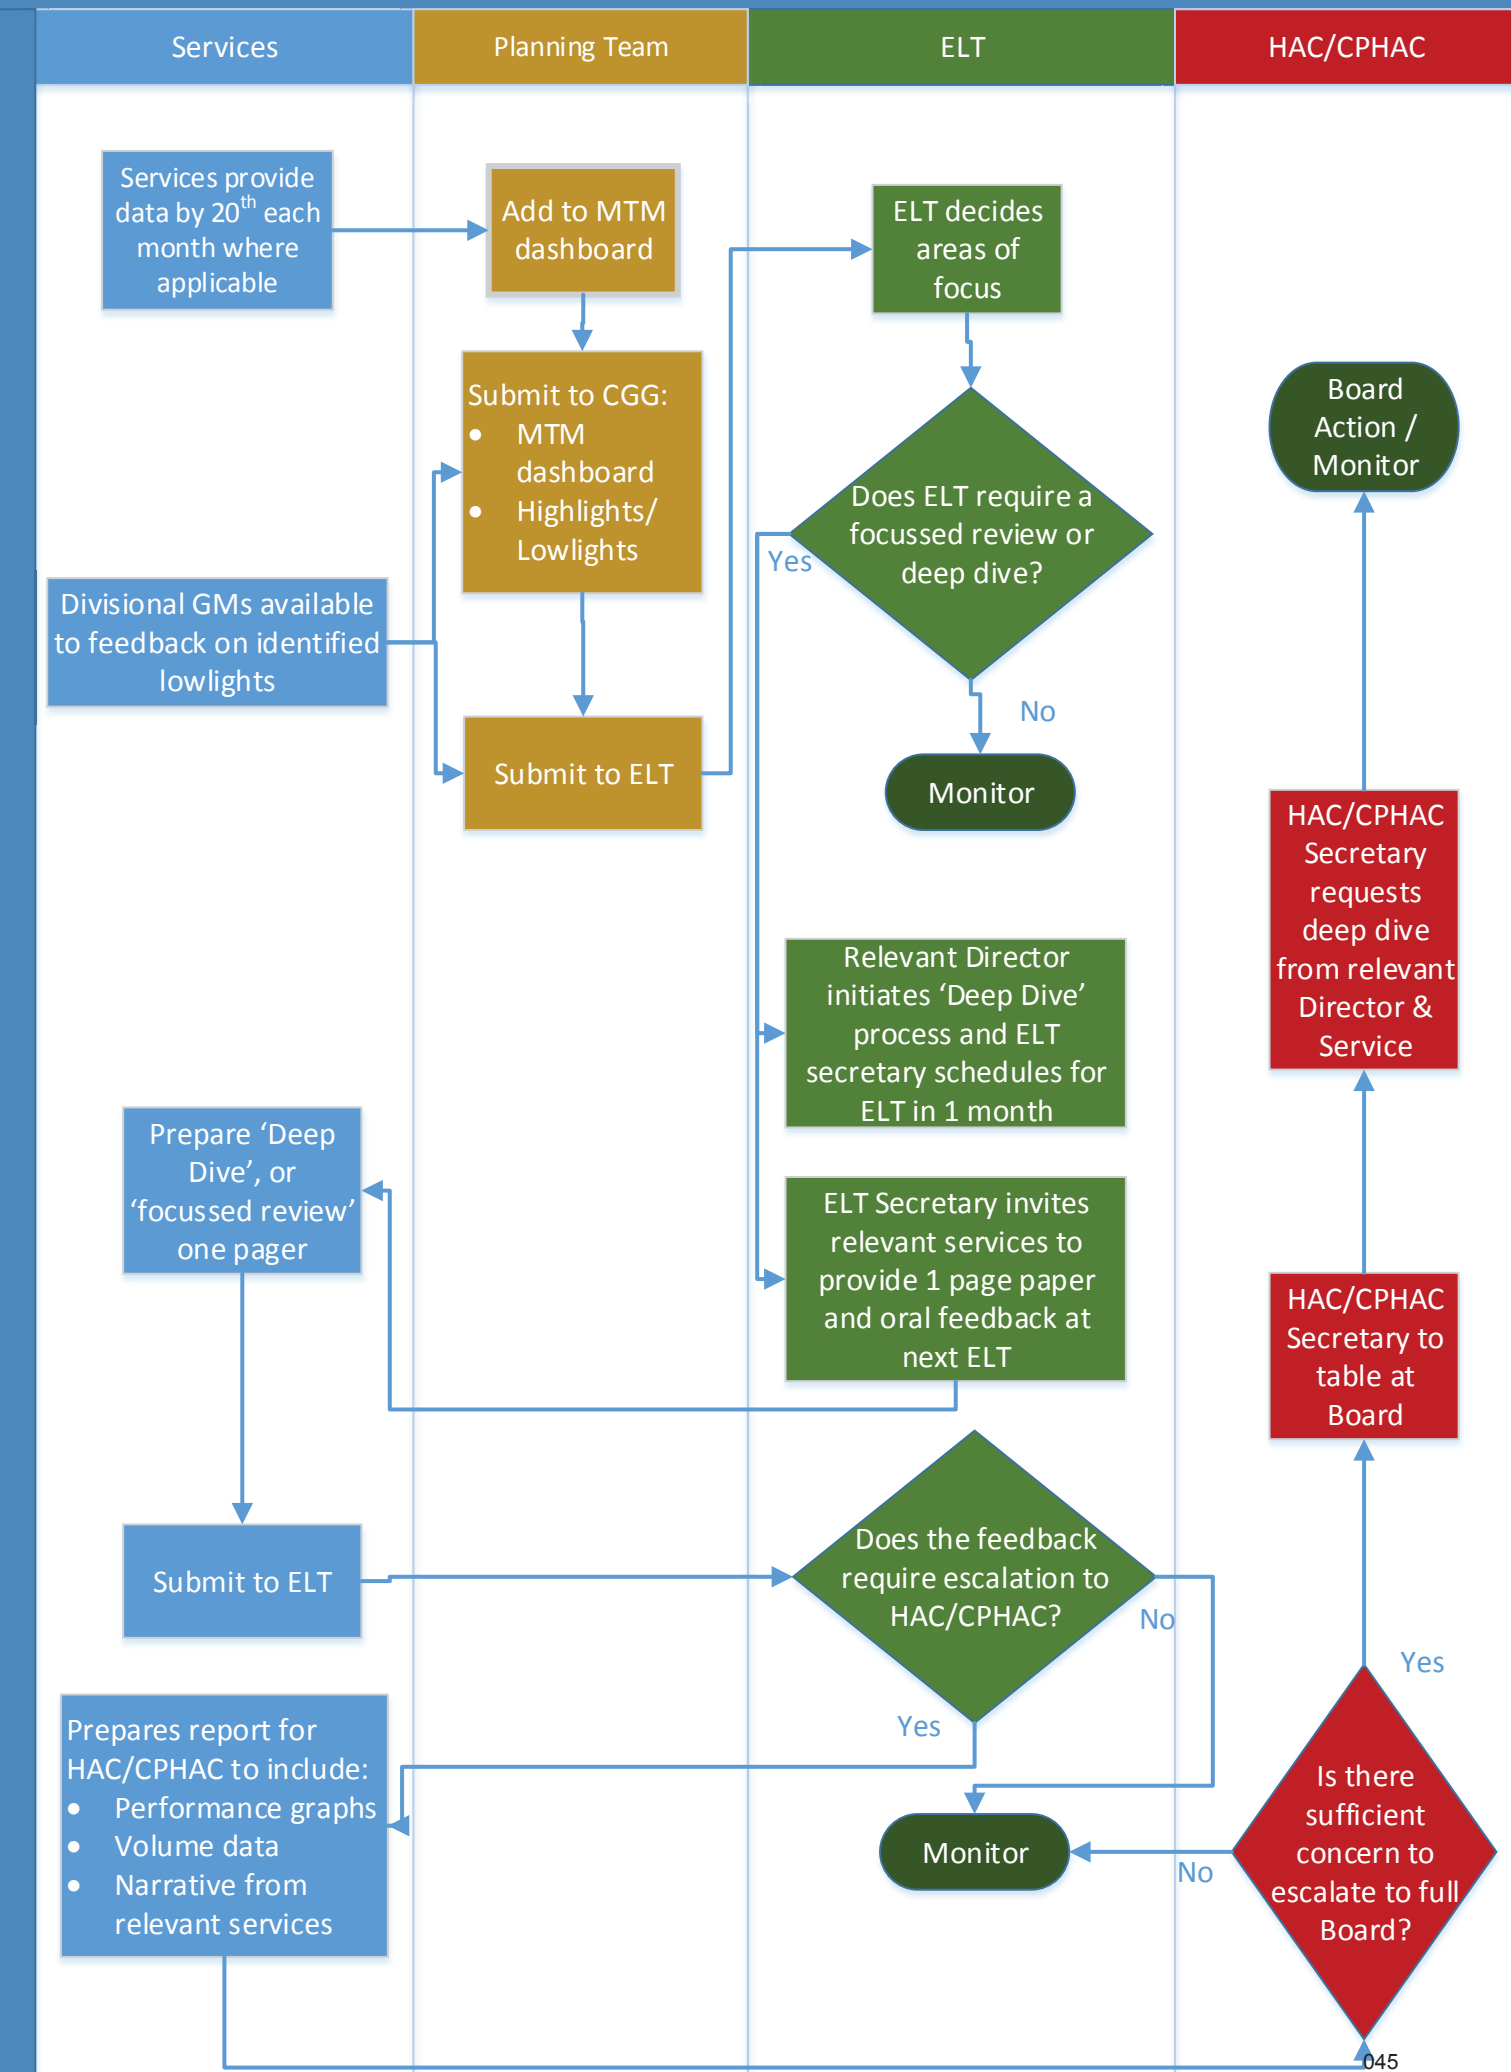 Services
Planning Team
ELT
HAC/CPHAC
Services provide
data by 20th each
month where
applicable
Add to MTM
dashboard
ELT decides
areas of
focus
Submit to CGG:
• MTM
dashboard
• Highlights/
Lowlights
Board
Action /
Monitor
Does ELT require a
focussed review or
deep dive?
Yes
No
Divisional GMs available
to feedback on identified
lowlights
Submit to ELT
Monitor
HAC/CPHAC
Secretary
requests
deep dive
from relevant
Director &
Service
Relevant Director
initiates ‘Deep Dive’
process and ELT
secretary schedules for
ELT in 1 month
Prepare ‘Deep
Dive’, or
‘focussed review’
one pager
ELT Secretary invites
relevant services to
provide 1 page paper
and oral feedback at
next ELT
HAC/CPHAC
Secretary to
table at
Board
Submit to ELT
Does the feedback
require escalation to
HAC/CPHAC?
No
Yes
Yes
Prepares report for
HAC/CPHAC to include:
• Performance graphs
• Volume data
• Narrative from
relevant services
Monitor
No
Is there
sufficient
concern to
escalate to full
Board?
045